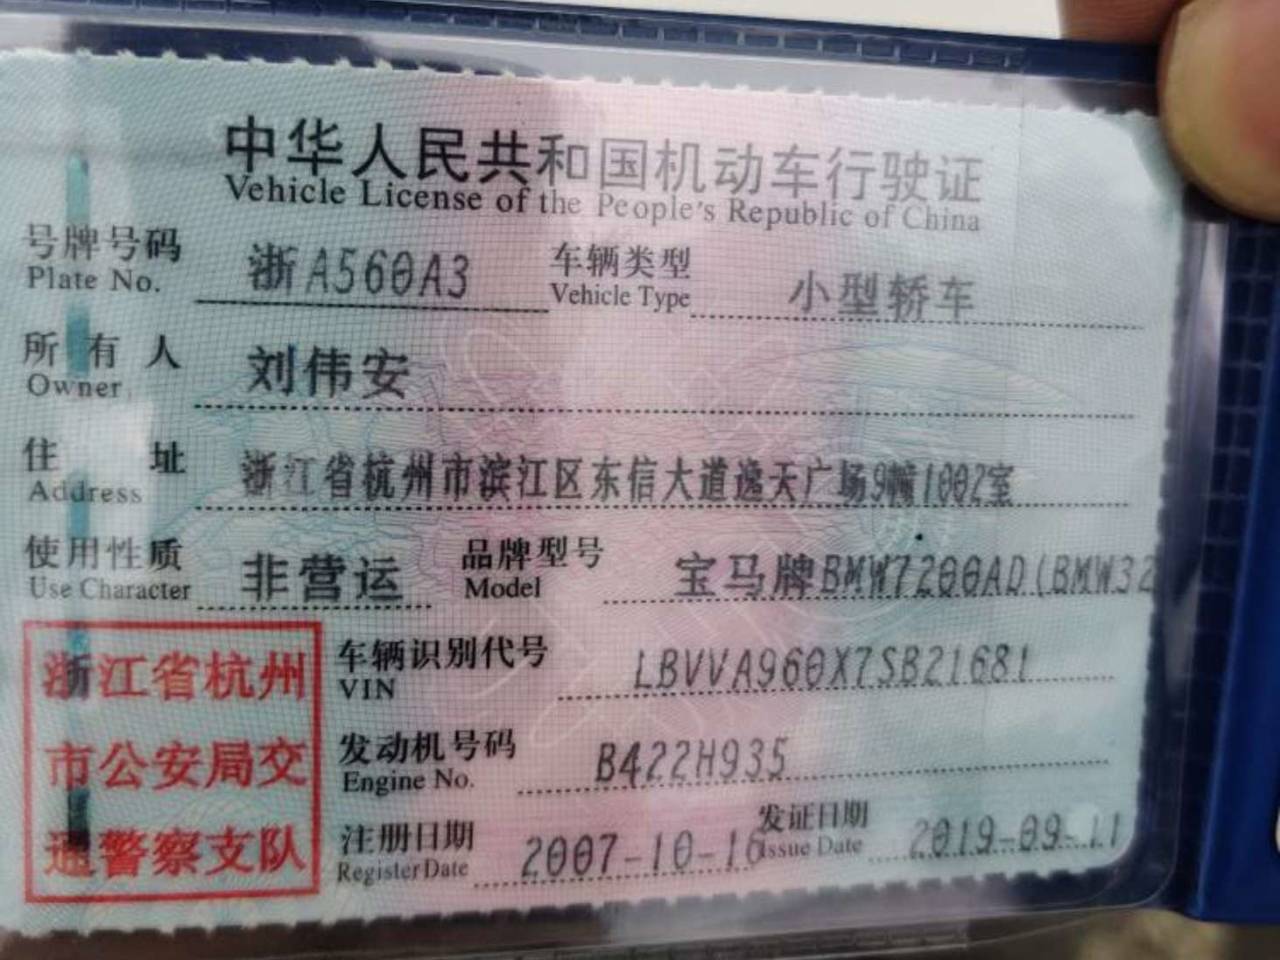 中华人民共和国机动车行驶证
Vehicle License of the People's Republic of China
号牌号码 浙A560A3 车辆类型 小型轿车
Plate No. Vehicle Type
所有人 刘伟安
Owner
住址 浙江省杭州市滨江区东信大道逸天广场9幢1002室
Address
使用性质 非营运 品牌型号 宝马牌BMW7200AD(BMW32
Use Character Model
浙江省杭州
市公安局交
通警察支队
车辆识别代号 LBVVA960X7SB21681
VIN
发动机号码 B422H935
Engine No.
注册日期 2007-10-16 发证日期 2019-09-11
Register Date Issue Date